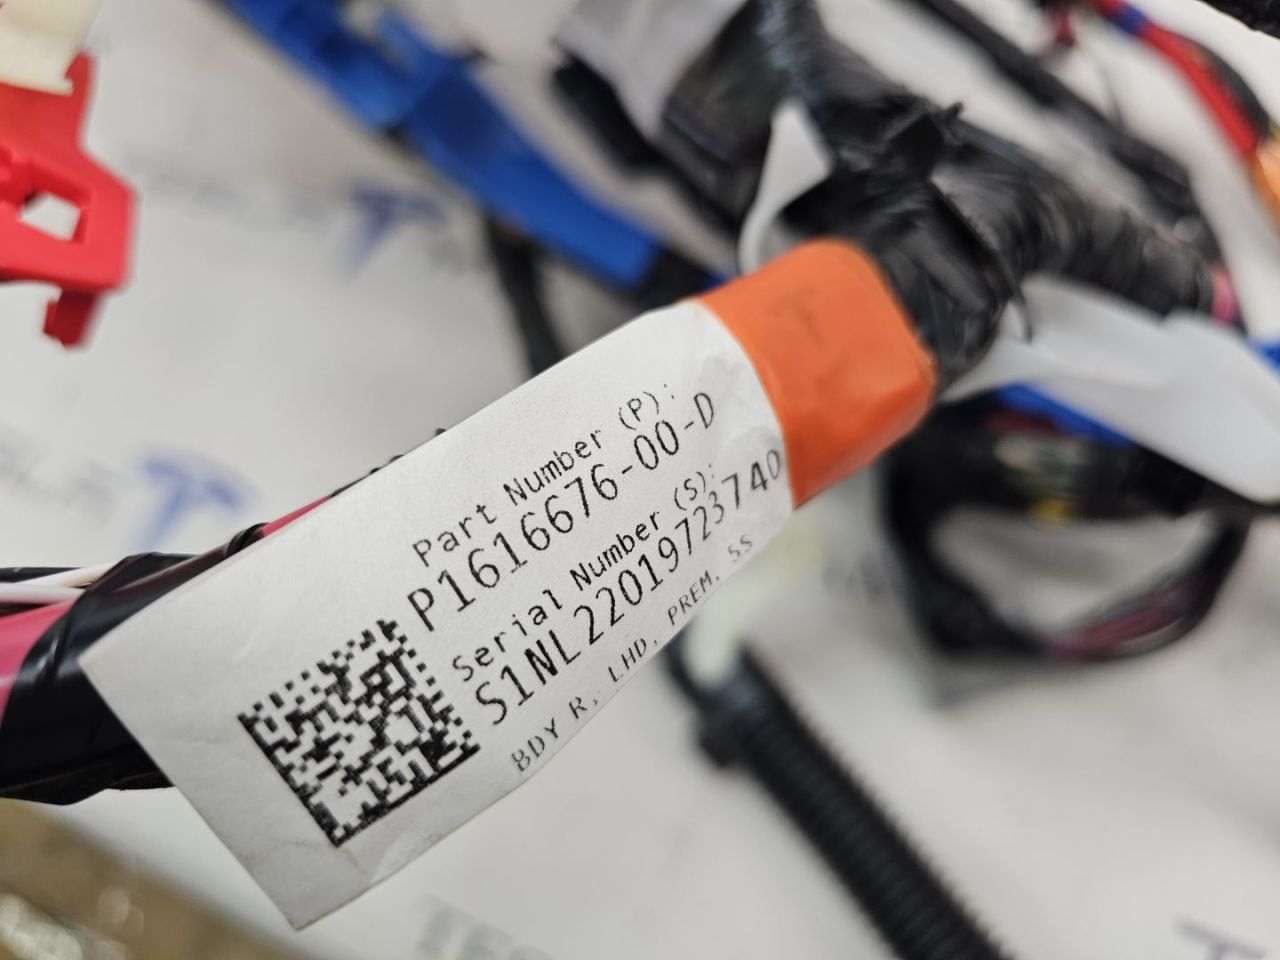 Part Number (P):
P1616676-00-D
Serial Number (S):
S1NL22019723740
BDY R, LHD, PREM, 5S